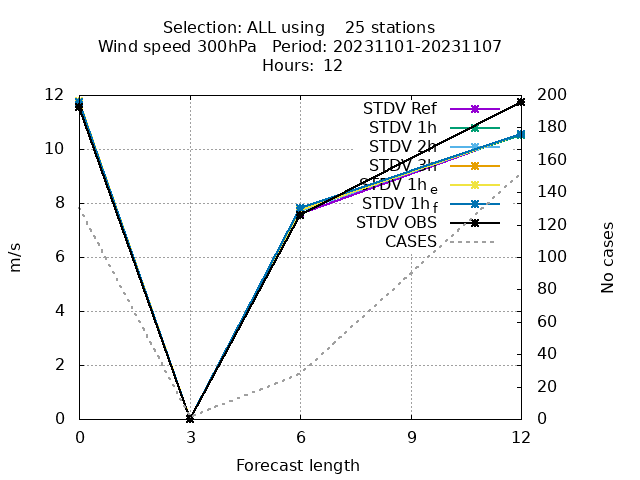 Selection: ALL using    25 stations
Wind speed 300hPa   Period: 20231101-20231107
Hours:  12
12 200
STDV Ref
180
STDV 1h
10 STDV 2h
160
STDV 3h
STDV 1h e 140
8 STDV 1h f
STDV OBS 120
CASES
m/s 6 100 No cases
80
4
60
40
2
20
0 0
0 3 6 9 12
Forecast length